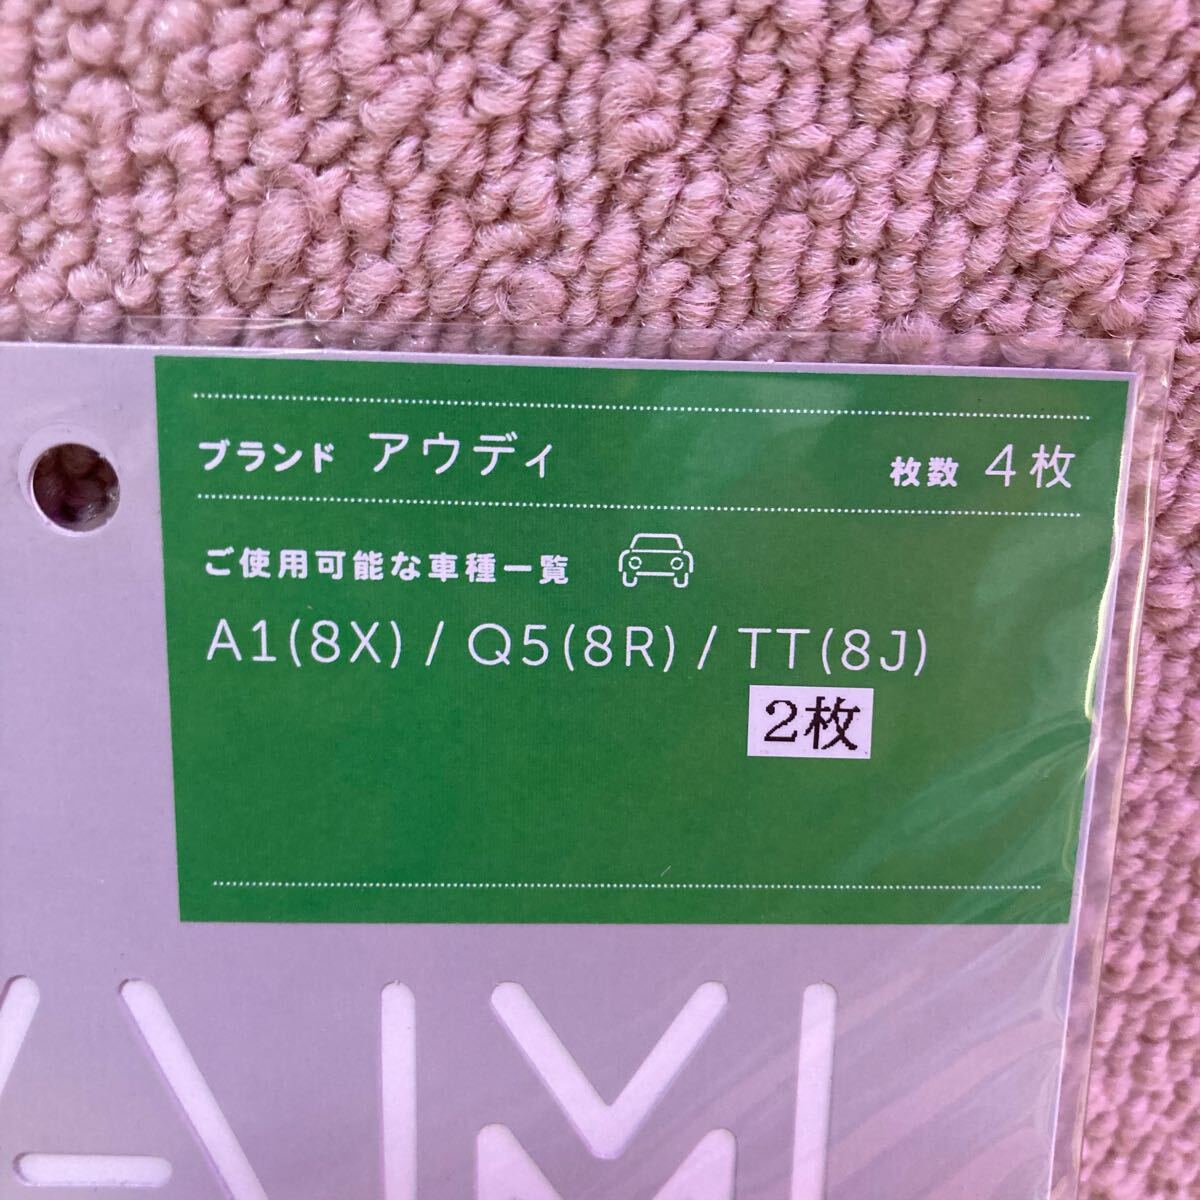 ブランド アウディ 枚数 4枚
ご使用可能な車種一覧
A1(8X) / Q5(8R) / TT(8J)
2枚